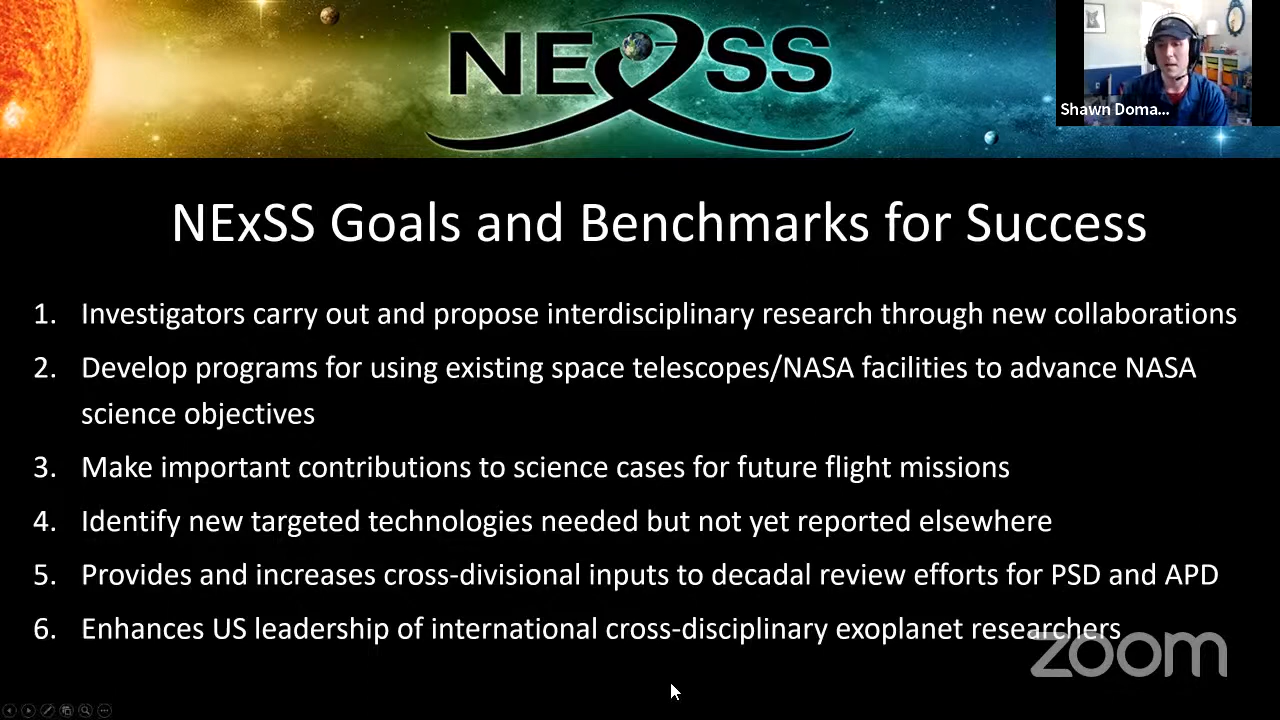 NExSS
Shawn Doma...
NExSS Goals and Benchmarks for Success
1. Investigators carry out and propose interdisciplinary research through new collaborations
2. Develop programs for using existing space telescopes/NASA facilities to advance NASA
science objectives
3. Make important contributions to science cases for future flight missions
4. Identify new targeted technologies needed but not yet reported elsewhere
5. Provides and increases cross-divisional inputs to decadal review efforts for PSD and APD
6. Enhances US leadership of international cross-disciplinary exoplanet researchers
zoom